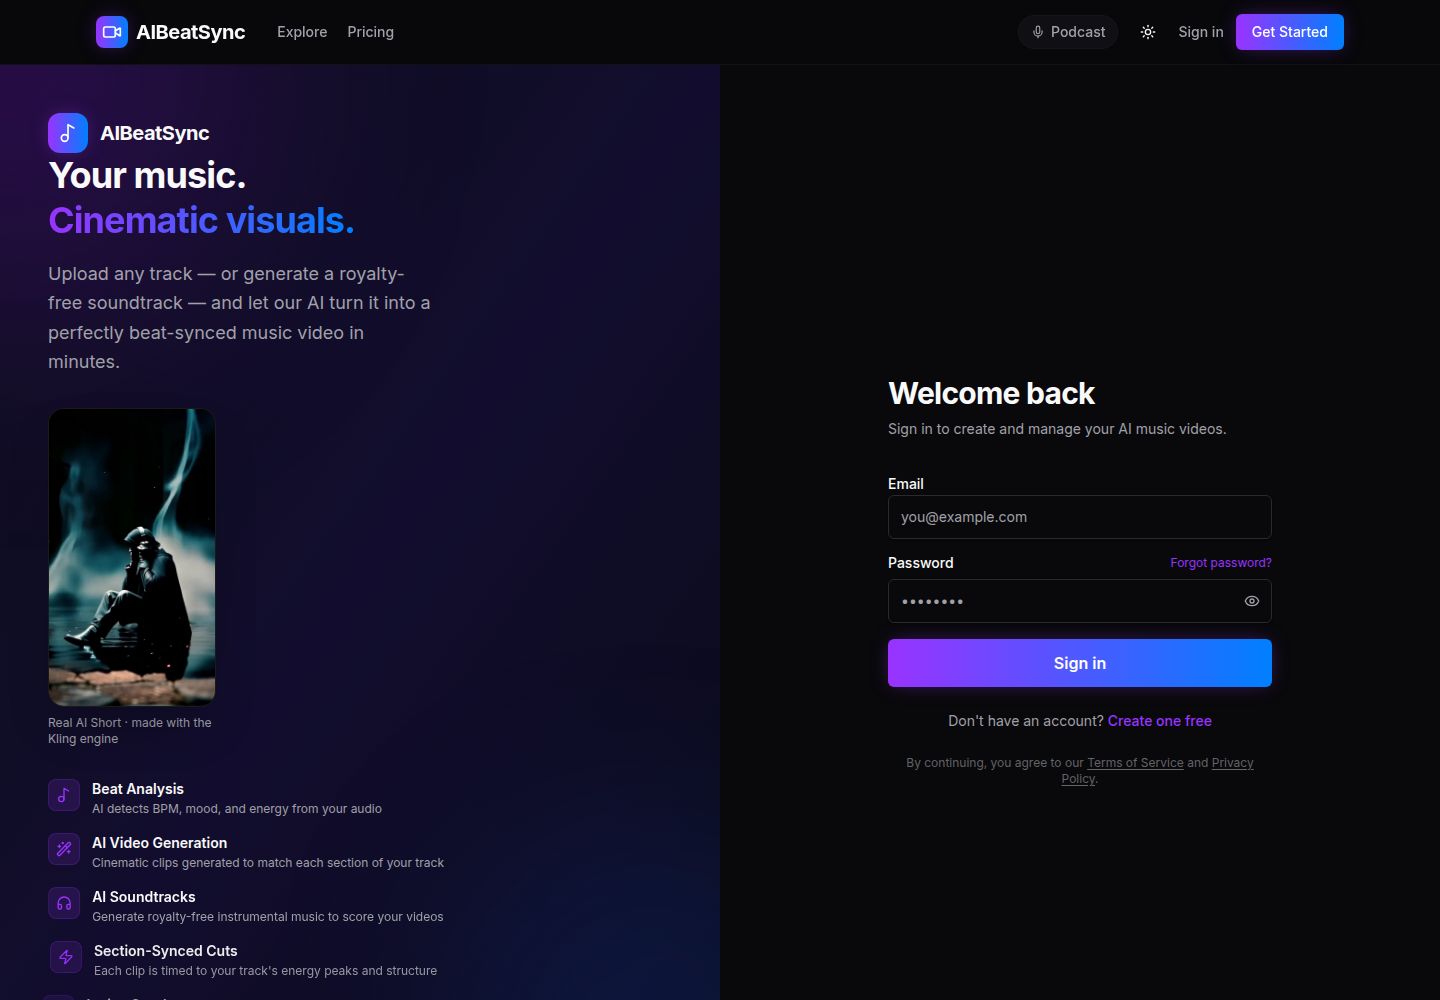 AIBeatSync
Explore
Pricing
Podcast
Sign in
Get Started
AIBeatSync
Your music.
Cinematic visuals.
Upload any track — or generate a royalty-
free soundtrack — and let our AI turn it into a
perfectly beat-synced music video in
minutes.
Real AI Short · made with the
Kling engine
Beat Analysis
AI detects BPM, mood, and energy from your audio
AI Video Generation
Cinematic clips generated to match each section of your track
AI Soundtracks
Generate royalty-free instrumental music to score your videos
Section-Synced Cuts
Each clip is timed to your track's energy peaks and structure
Welcome back
Sign in to create and manage your AI music videos.
Email
you@example.com
Password
Forgot password?
••••••••
Sign in
Don't have an account? Create one free
By continuing, you agree to our Terms of Service and Privacy
Policy.